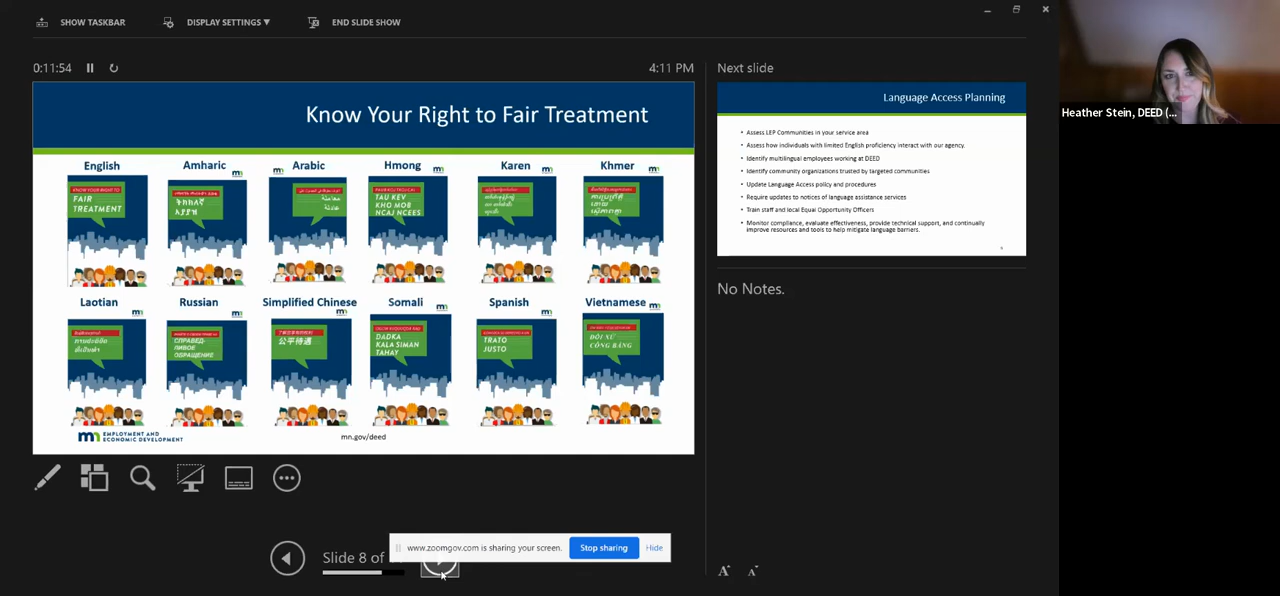 SHOW TASKBAR
DISPLAY SETTINGS ▼
END SLIDE SHOW
0:11:54
4:11 PM
Know Your Right to Fair Treatment
English
Amharic
Arabic
Hmong
Karen
Khmer
KNOW YOUR RIGHT TO
FAIR
TREATMENT
TAU KEV
KHO MOB
NCAJ NCEES
Laotian
Russian
Simplified Chinese
Somali
Spanish
Vietnamese
СПРАВЕД-
ЛИВОЕ
ОБРАЩЕНИЕ
公平待遇
DADKA
KALA SIMAN
TAHAY
TRATO
JUSTO
ĐỐI XỬ
CÔNG BẰNG
EMPLOYMENT AND
ECONOMIC DEVELOPMENT
mn.gov/deed
Next slide
Language Access Planning
• Assess LEP Communities in your service area
• Assess how individuals with limited English proficiency interact with our agency.
• Identify multilingual employees working at DEED
• Identify community organizations trusted by targeted communities
• Update Language Access policy and procedures
• Require updates to notices of language assistance services
• Train staff and local Equal Opportunity Officers
• Monitor compliance, evaluate effectiveness, provide technical support, and continually
improve resources and tools to help mitigate language barriers.
No Notes.
Heather Stein, DEED (...
Slide 8 of
www.zoomgov.com is sharing your screen.
Stop sharing
Hide
A
A